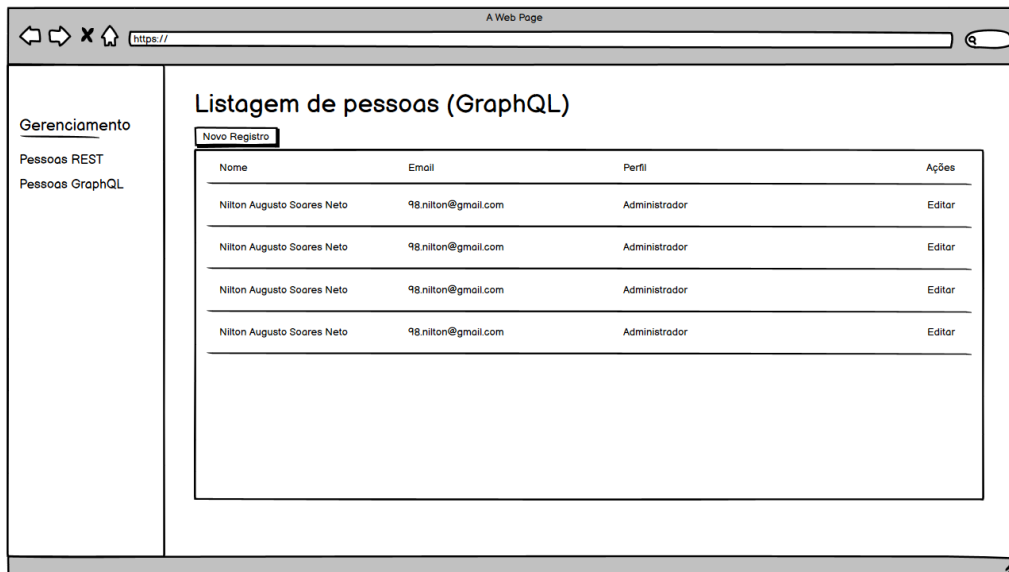 A Web Page
https://
Gerenciamento
Pessoas REST
Pessoas GraphQL
Listagem de pessoas (GraphQL)
Novo Registro
Nome Email Perfil Ações
Nilton Augusto Soares Neto 98.nilton@gmail.com Administrador Editar
Nilton Augusto Soares Neto 98.nilton@gmail.com Administrador Editar
Nilton Augusto Soares Neto 98.nilton@gmail.com Administrador Editar
Nilton Augusto Soares Neto 98.nilton@gmail.com Administrador Editar